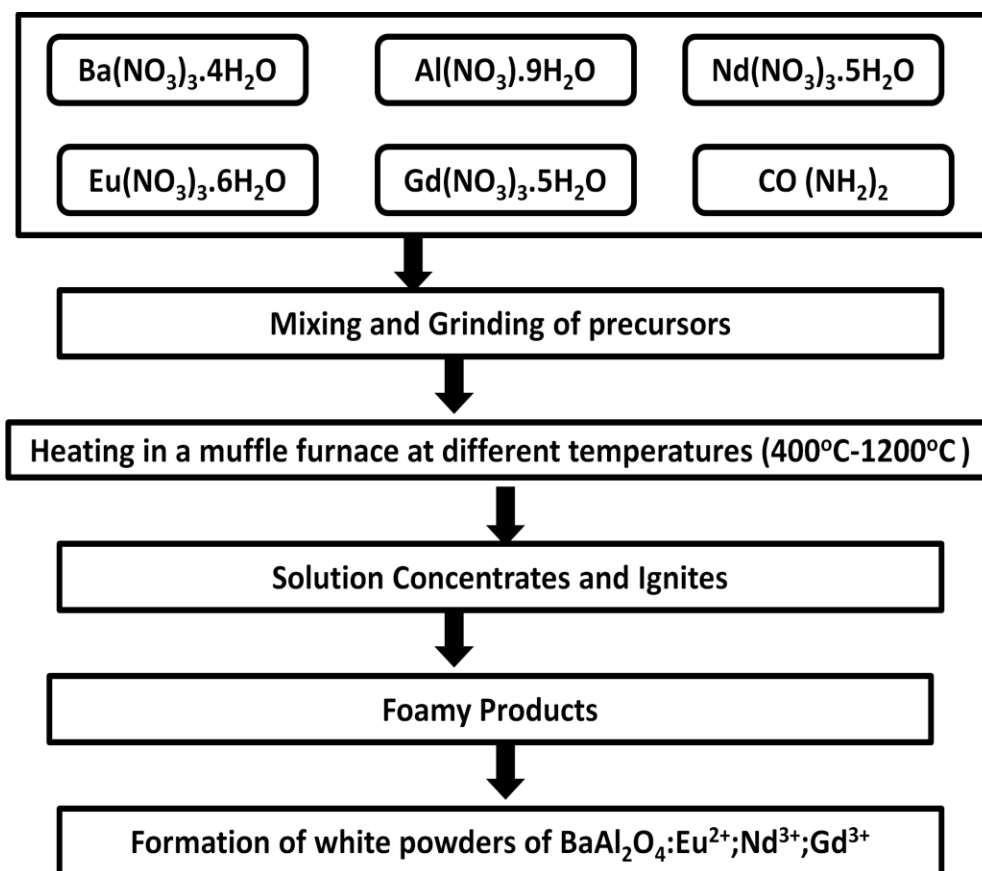 Ba(NO₃)₃.4H₂O
Al(NO₃).9H₂O
Nd(NO₃)₃.5H₂O
Eu(NO₃)₃.6H₂O
Gd(NO₃)₃.5H₂O
CO (NH₂)₂
Mixing and Grinding of precursors
Heating in a muffle furnace at different temperatures (400°C-1200°C )
Solution Concentrates and Ignites
Foamy Products
Formation of white powders of BaAl₂O₄:Eu²⁺;Nd³⁺;Gd³⁺